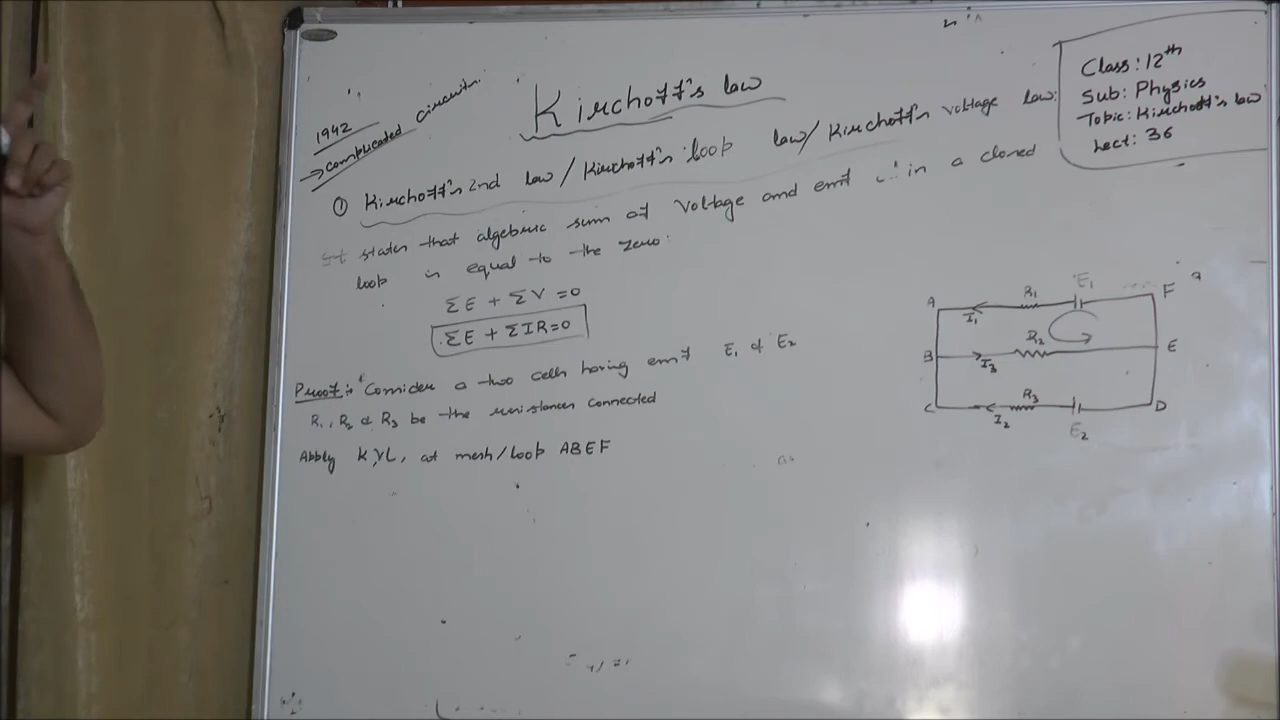 Class: 12th
Sub: Physics
Topic: Kirchoff's law
Lect: 36
Kirchoff's law
1942
→ complicated circuits.
① Kirchoff's 2nd law / Kirchoff's loop law / Kirchoff's voltage law:
It states that algebric sum of voltage and emf in a closed
loop is equal to the zero.
ΣE + ΣV = 0
ΣE + ΣIR = 0
Proof :- Consider a two cells having emf E1 & E2
R1, R2 & R3 be the resistances connected
Apply KVL, at mesh/loop ABEF
A I1 R1 E1 F
B I3 R2 E
C I2 R3 E2 D